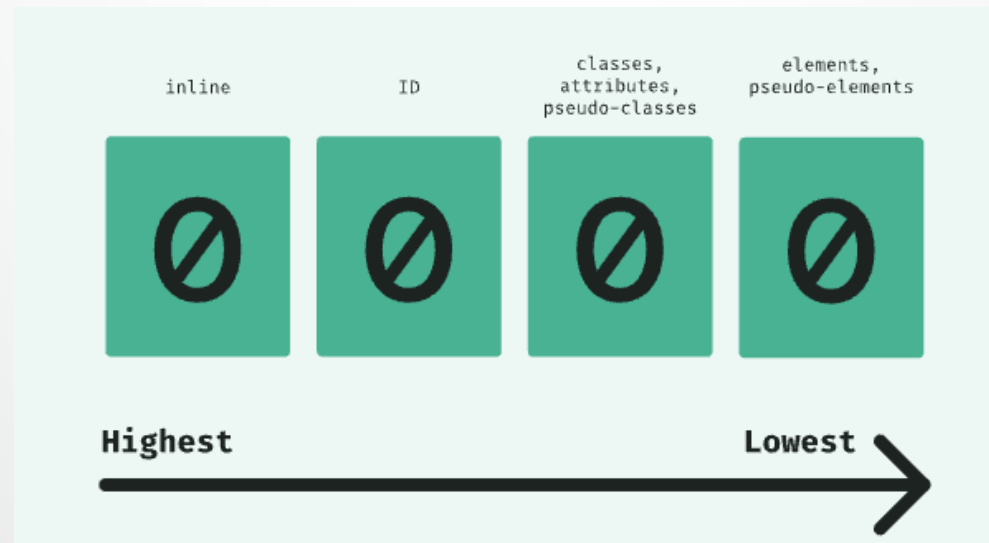 inline
ID
classes,
attributes,
pseudo-classes
elements,
pseudo-elements
0
0
0
0
Highest
Lowest